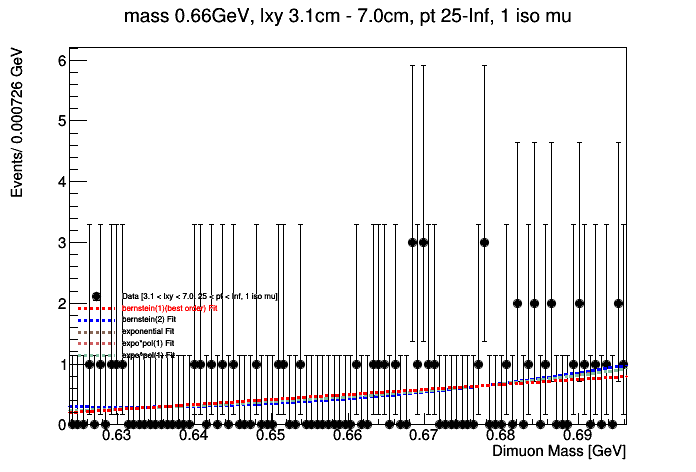 mass 0.66GeV, lxy 3.1cm - 7.0cm, pt 25-Inf, 1 iso mu
Events/ 0.000726 GeV
6
5
4
3
2
1
0
Data [3.1 < lxy < 7.0, 25 < pt < Inf, 1 iso mu]
bernstein(1)(best order) Fit
bernstein(2) Fit
exponential Fit
expo*pol(1) Fit
expo*pol(1) Fit
0.63 0.64 0.65 0.66 0.67 0.68 0.69
Dimuon Mass [GeV]